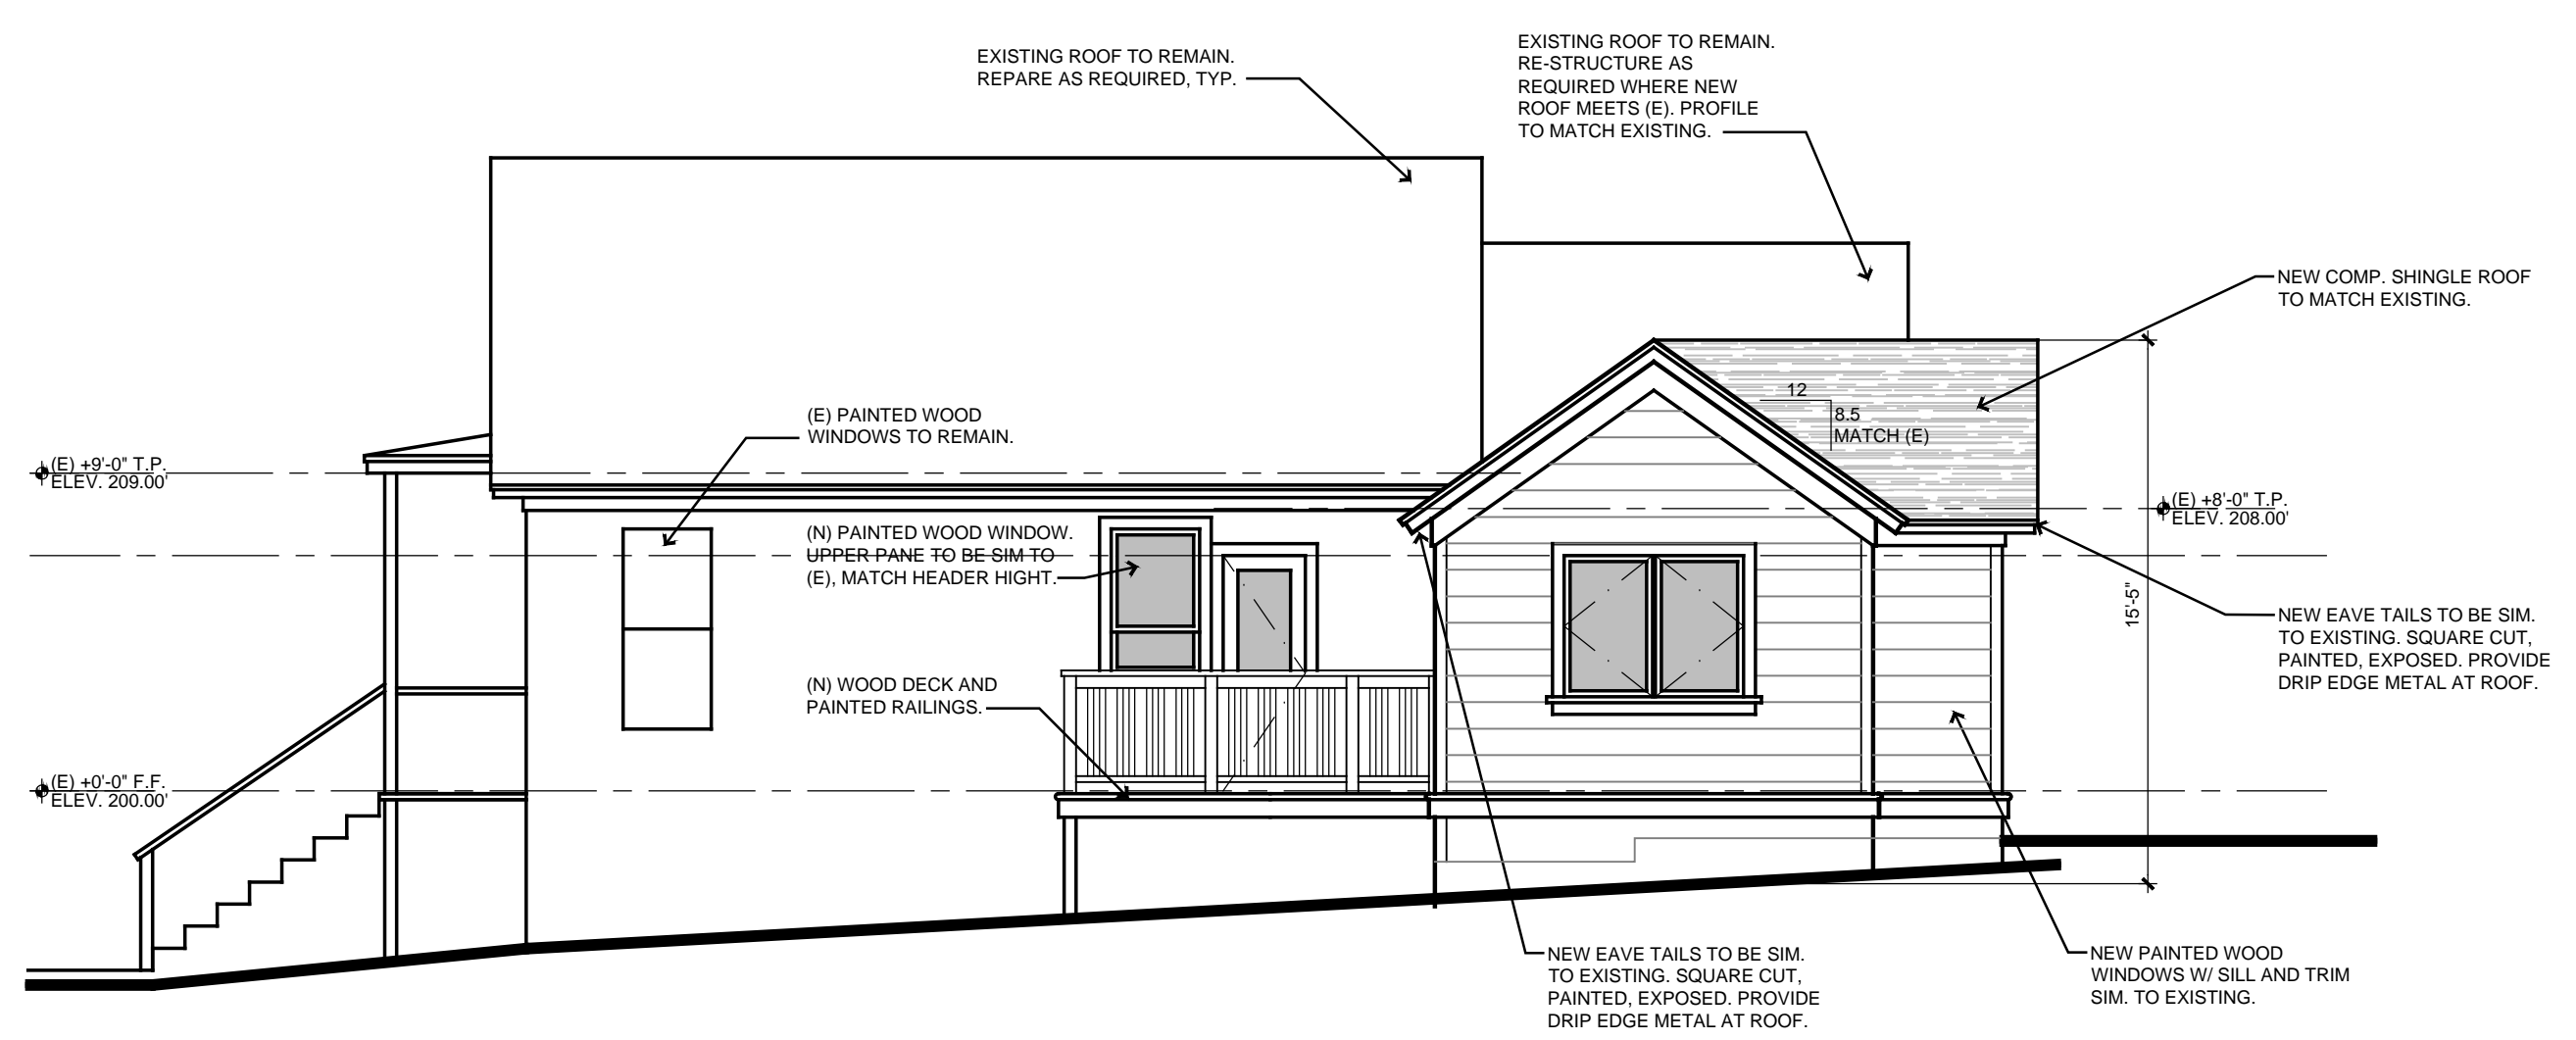 EXISTING ROOF TO REMAIN.
REPARE AS REQUIRED, TYP.
EXISTING ROOF TO REMAIN.
RE-STRUCTURE AS
REQUIRED WHERE NEW
ROOF MEETS (E). PROFILE
TO MATCH EXISTING.
NEW COMP. SHINGLE ROOF
TO MATCH EXISTING.
12
8.5
MATCH (E)
(E) PAINTED WOOD
WINDOWS TO REMAIN.
(E) +9'-0" T.P.
ELEV. 209.00'
(E) +8'-0" T.P.
ELEV. 208.00'
(N) PAINTED WOOD WINDOW.
UPPER PANE TO BE SIM TO
(E), MATCH HEADER HIGHT.
15'-5"
NEW EAVE TAILS TO BE SIM.
TO EXISTING. SQUARE CUT,
PAINTED, EXPOSED. PROVIDE
DRIP EDGE METAL AT ROOF.
(N) WOOD DECK AND
PAINTED RAILINGS.
(E) +0'-0" F.F.
ELEV. 200.00'
NEW EAVE TAILS TO BE SIM.
TO EXISTING. SQUARE CUT,
PAINTED, EXPOSED. PROVIDE
DRIP EDGE METAL AT ROOF.
NEW PAINTED WOOD
WINDOWS W/ SILL AND TRIM
SIM. TO EXISTING.